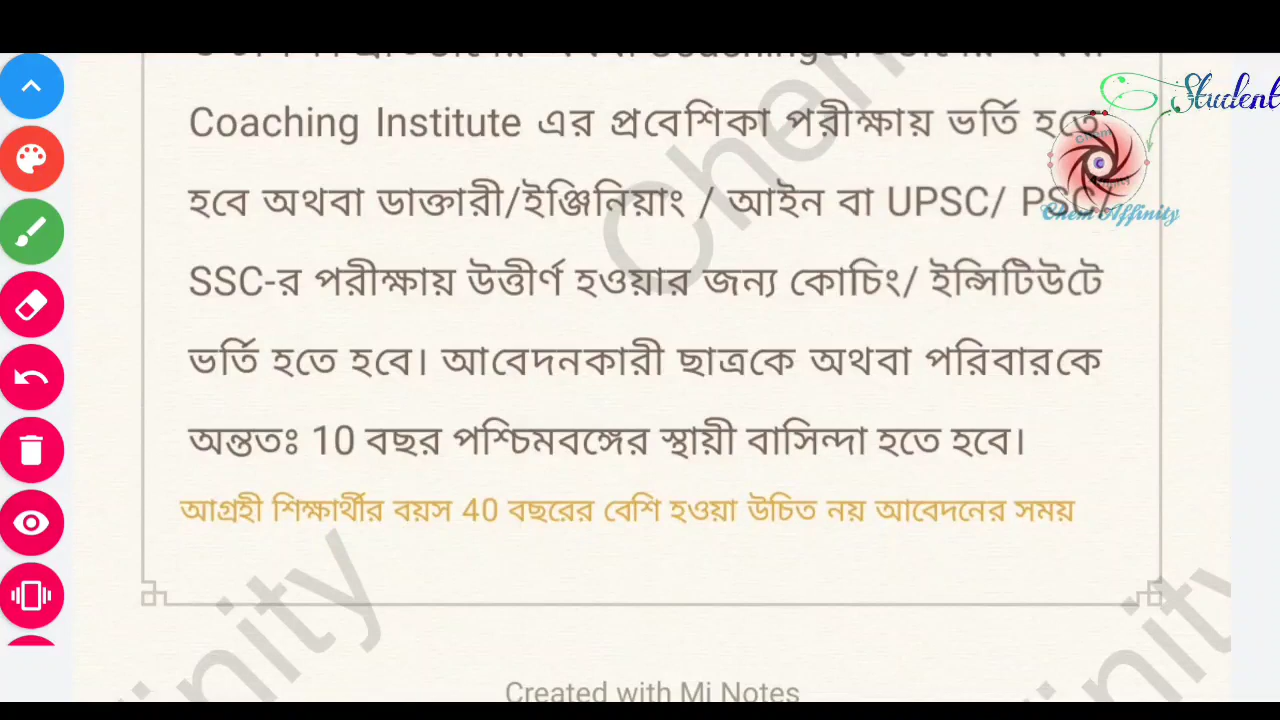 Coaching Institute এর প্রবেশিকা পরীক্ষায় ভর্তি হতে
হবে অথবা ডাক্তারী/ইঞ্জিনিয়াং / আইন বা UPSC/ PSC/
SSC-র পরীক্ষায় উত্তীর্ণ হওয়ার জন্য কোচিং/ ইন্সিটিউটে
ভর্তি হতে হবে। আবেদনকারী ছাত্রকে অথবা পরিবারকে
অন্ততঃ 10 বছর পশ্চিমবঙ্গের স্থায়ী বাসিন্দা হতে হবে।
আগ্রহী শিক্ষার্থীর বয়স 40 বছরের বেশি হওয়া উচিত নয় আবেদনের সময়
Created with Mi Notes
Student
Chem Affinity